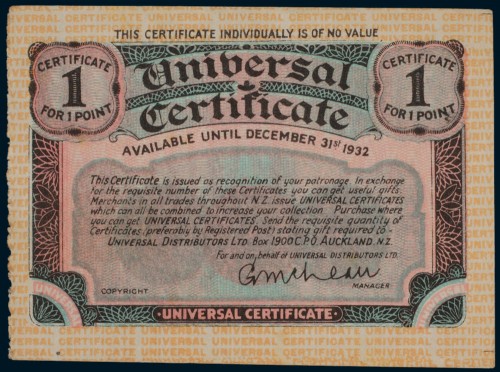 THIS CERTIFICATE INDIVIDUALLY IS OF NO VALUE
CERTIFICATE
1
FOR 1 POINT
Universal
Certificate
CERTIFICATE
1
FOR 1 POINT
AVAILABLE UNTIL DECEMBER 31ST 1932
This Certificate is issued as recognition of your patronage. In exchange
for the requisite number of these Certificates you can get useful gifts.
Merchants in all trades throughout N.Z. issue UNIVERSAL CERTIFICATES
which can all be combined to increase your collection. Purchase where
you can get UNIVERSAL CERTIFICATES. Send the requisite quantity of
Certificates (preferably by Registered Post) stating gift required to-
UNIVERSAL DISTRIBUTORS LTD. BOX 1900 C.P.O. AUCKLAND. N.Z.
For and on behalf of UNIVERSAL DISTRIBUTORS LTD.
MANAGER
COPYRIGHT
· UNIVERSAL CERTIFICATE ·